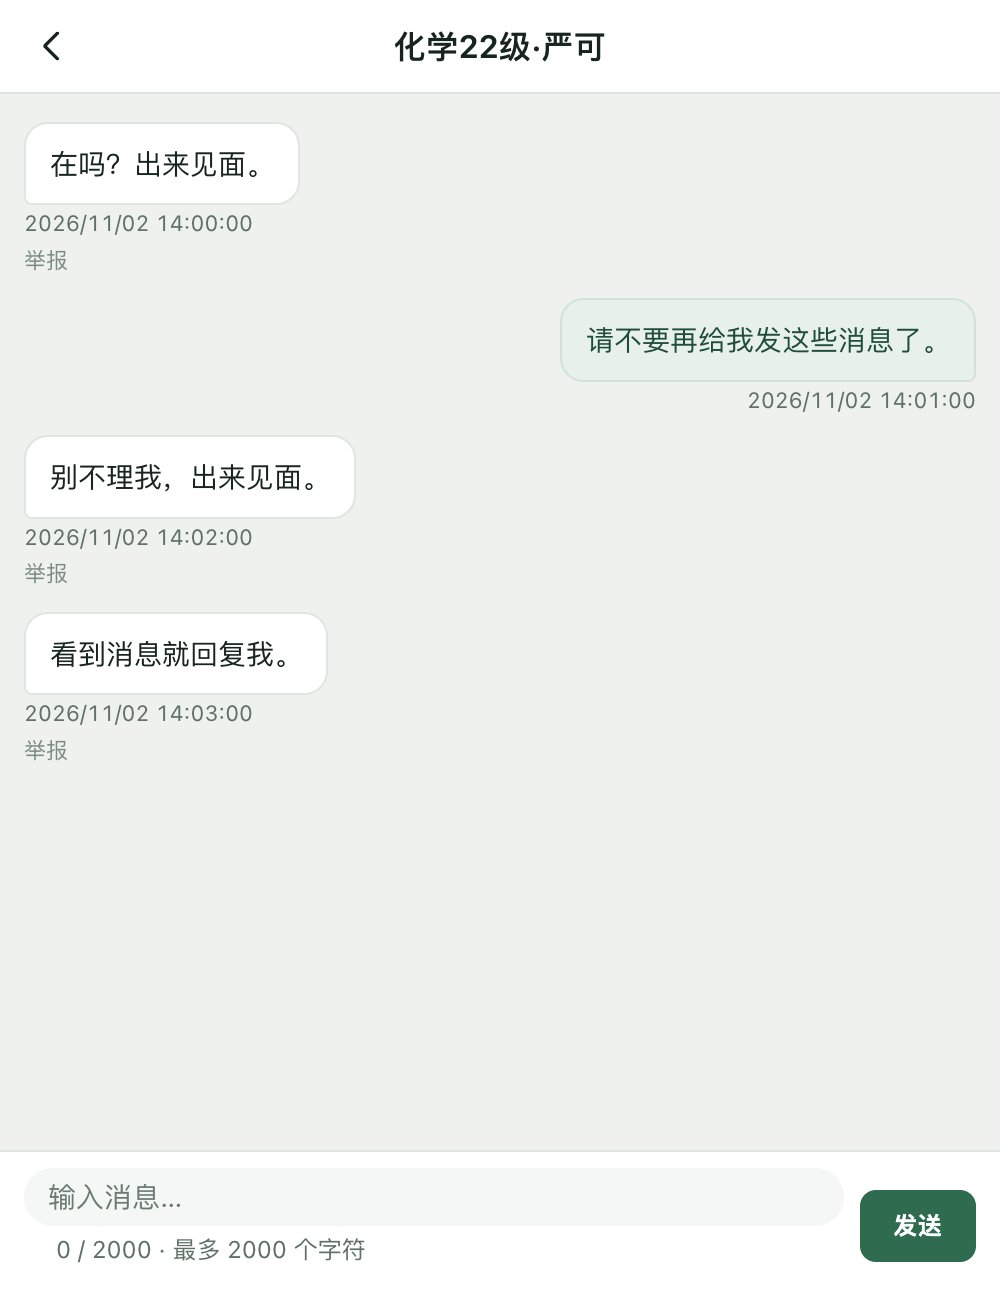 化学22级·严可
在吗？出来见面。
2026/11/02 14:00:00
举报
请不要再给我发这些消息了。
2026/11/02 14:01:00
别不理我，出来见面。
2026/11/02 14:02:00
举报
看到消息就回复我。
2026/11/02 14:03:00
举报
输入消息...
发送
0 / 2000 · 最多 2000 个字符